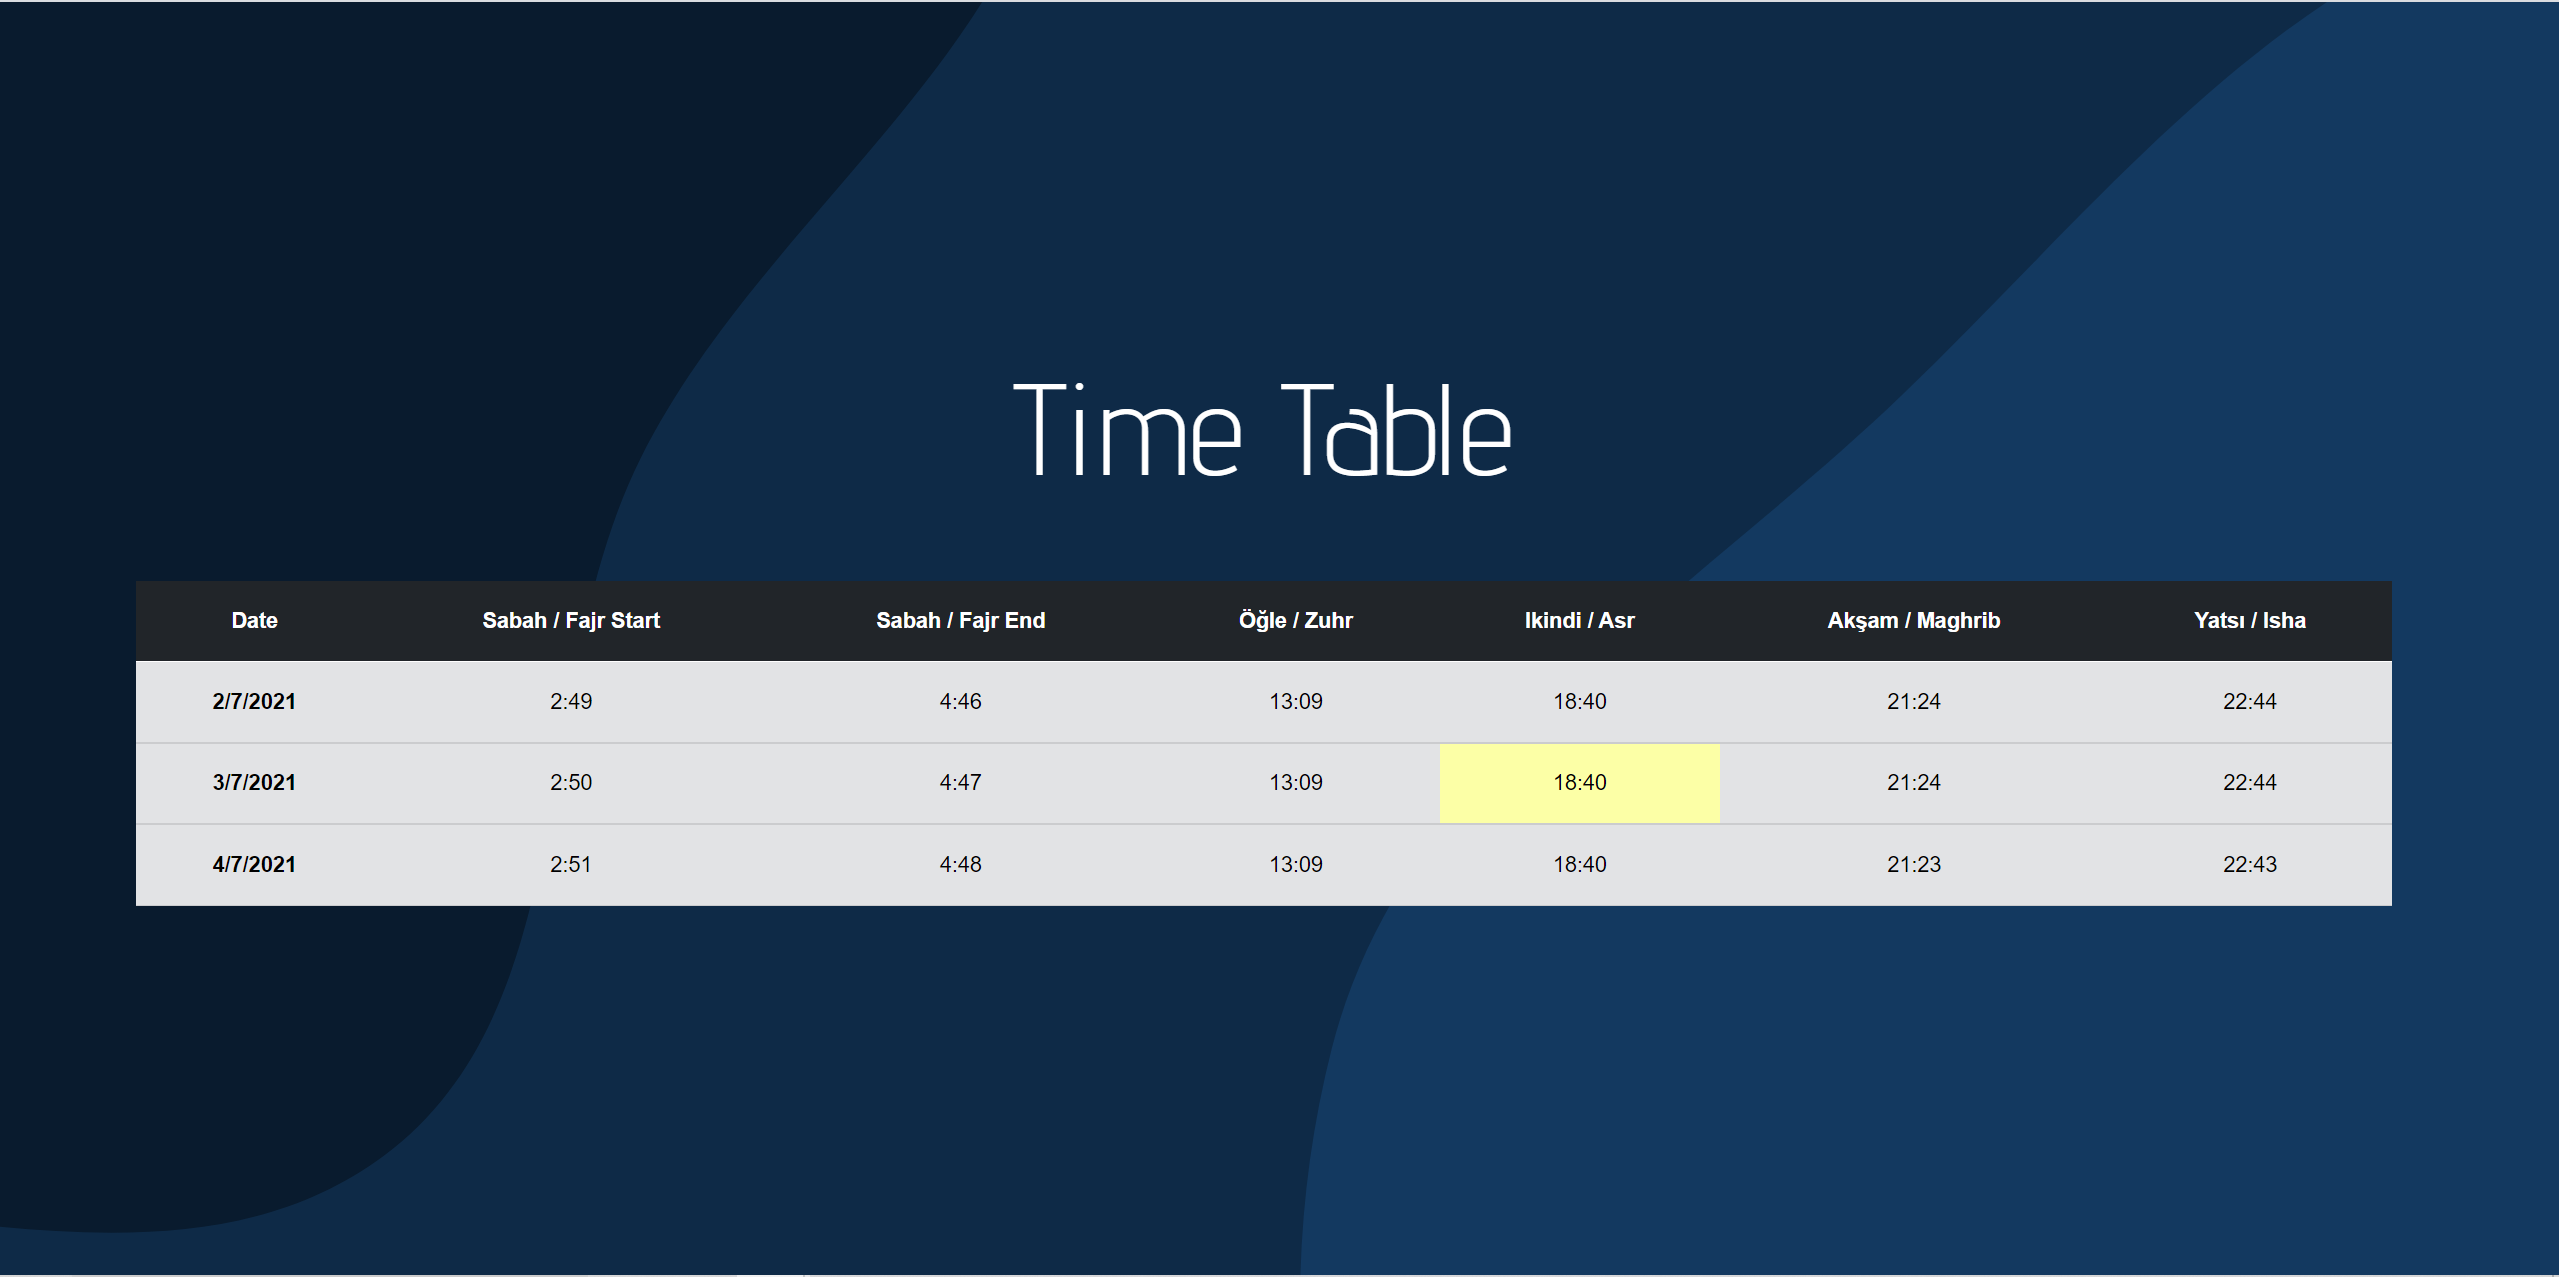 Time Table
Date Sabah / Fajr Start Sabah / Fajr End Öğle / Zuhr Ikindi / Asr Akşam / Maghrib Yatsı / Isha
2/7/2021 2:49 4:46 13:09 18:40 21:24 22:44
3/7/2021 2:50 4:47 13:09 18:40 21:24 22:44
4/7/2021 2:51 4:48 13:09 18:40 21:23 22:43